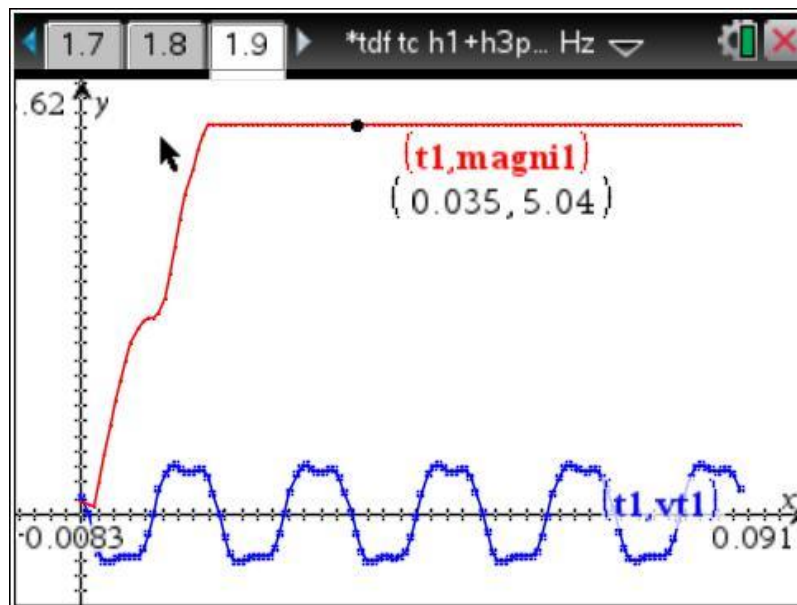 1.7 1.8 1.9 *tdf tc h1+h3p... Hz
.62 y
(t1,magni1)
(0.035,5.04)
(t1,vt1)
x
-0.0083 0.091